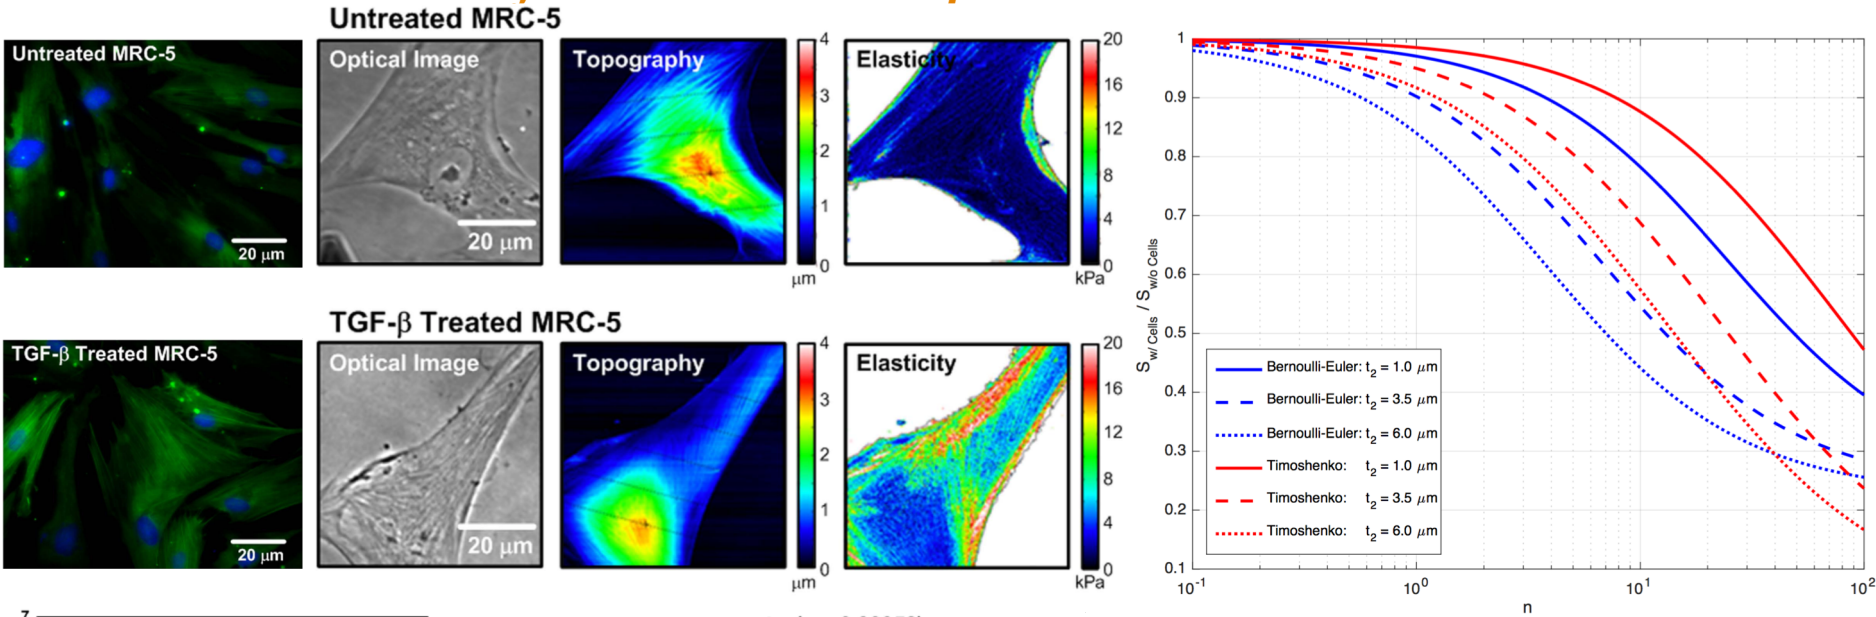 Untreated MRC-5
Untreated MRC-5
20 μm
Optical Image
20 μm
Topography
4
3
2
1
0
μm
Elasticity
20
16
12
8
4
0
kPa
TGF-β Treated MRC-5
TGF-β Treated MRC-5
20 μm
Optical Image
20 μm
Topography
4
3
2
1
0
μm
Elasticity
20
16
12
8
4
0
kPa
S w/ Cells / S w/o Cells
1
0.9
0.8
0.7
0.6
0.5
0.4
0.3
0.2
0.1
Bernoulli-Euler: t2 = 1.0 μm
Bernoulli-Euler: t2 = 3.5 μm
Bernoulli-Euler: t2 = 6.0 μm
Timoshenko: t2 = 1.0 μm
Timoshenko: t2 = 3.5 μm
Timoshenko: t2 = 6.0 μm
10^-1
10^0
10^1
10^2
n
7